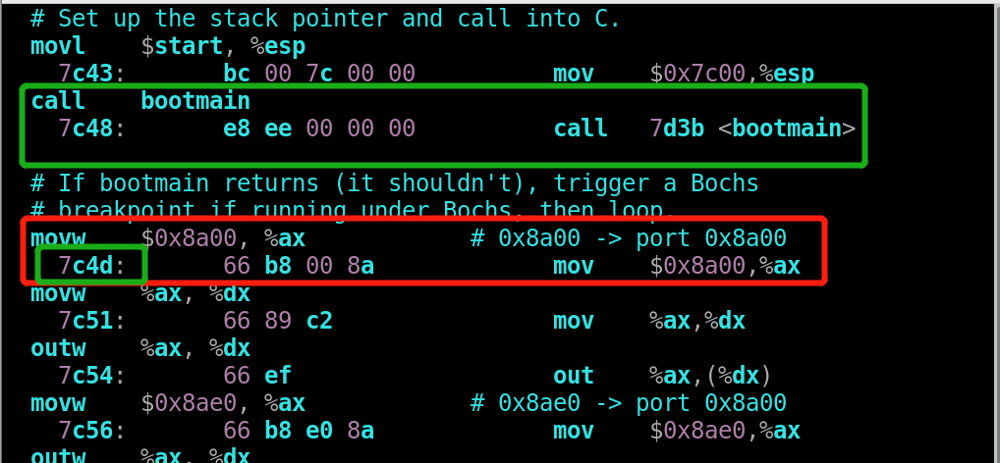 # Set up the stack pointer and call into C.
movl    $start, %esp
7c43:       bc 00 7c 00 00          mov    $0x7c00,%esp
call    bootmain
7c48:       e8 ee 00 00 00          call   7d3b <bootmain>
# If bootmain returns (it shouldn't), trigger a Bochs
# breakpoint if running under Bochs, then loop.
movw    $0x8a00, %ax            # 0x8a00 -> port 0x8a00
7c4d:       66 b8 00 8a             mov    $0x8a00,%ax
movw    %ax, %dx
7c51:       66 89 c2                mov    %ax,%dx
outw    %ax, %dx
7c54:       66 ef                   out    %ax,(%dx)
movw    $0x8ae0, %ax            # 0x8ae0 -> port 0x8a00
7c56:       66 b8 e0 8a             mov    $0x8ae0,%ax
outw    %ax, %dx